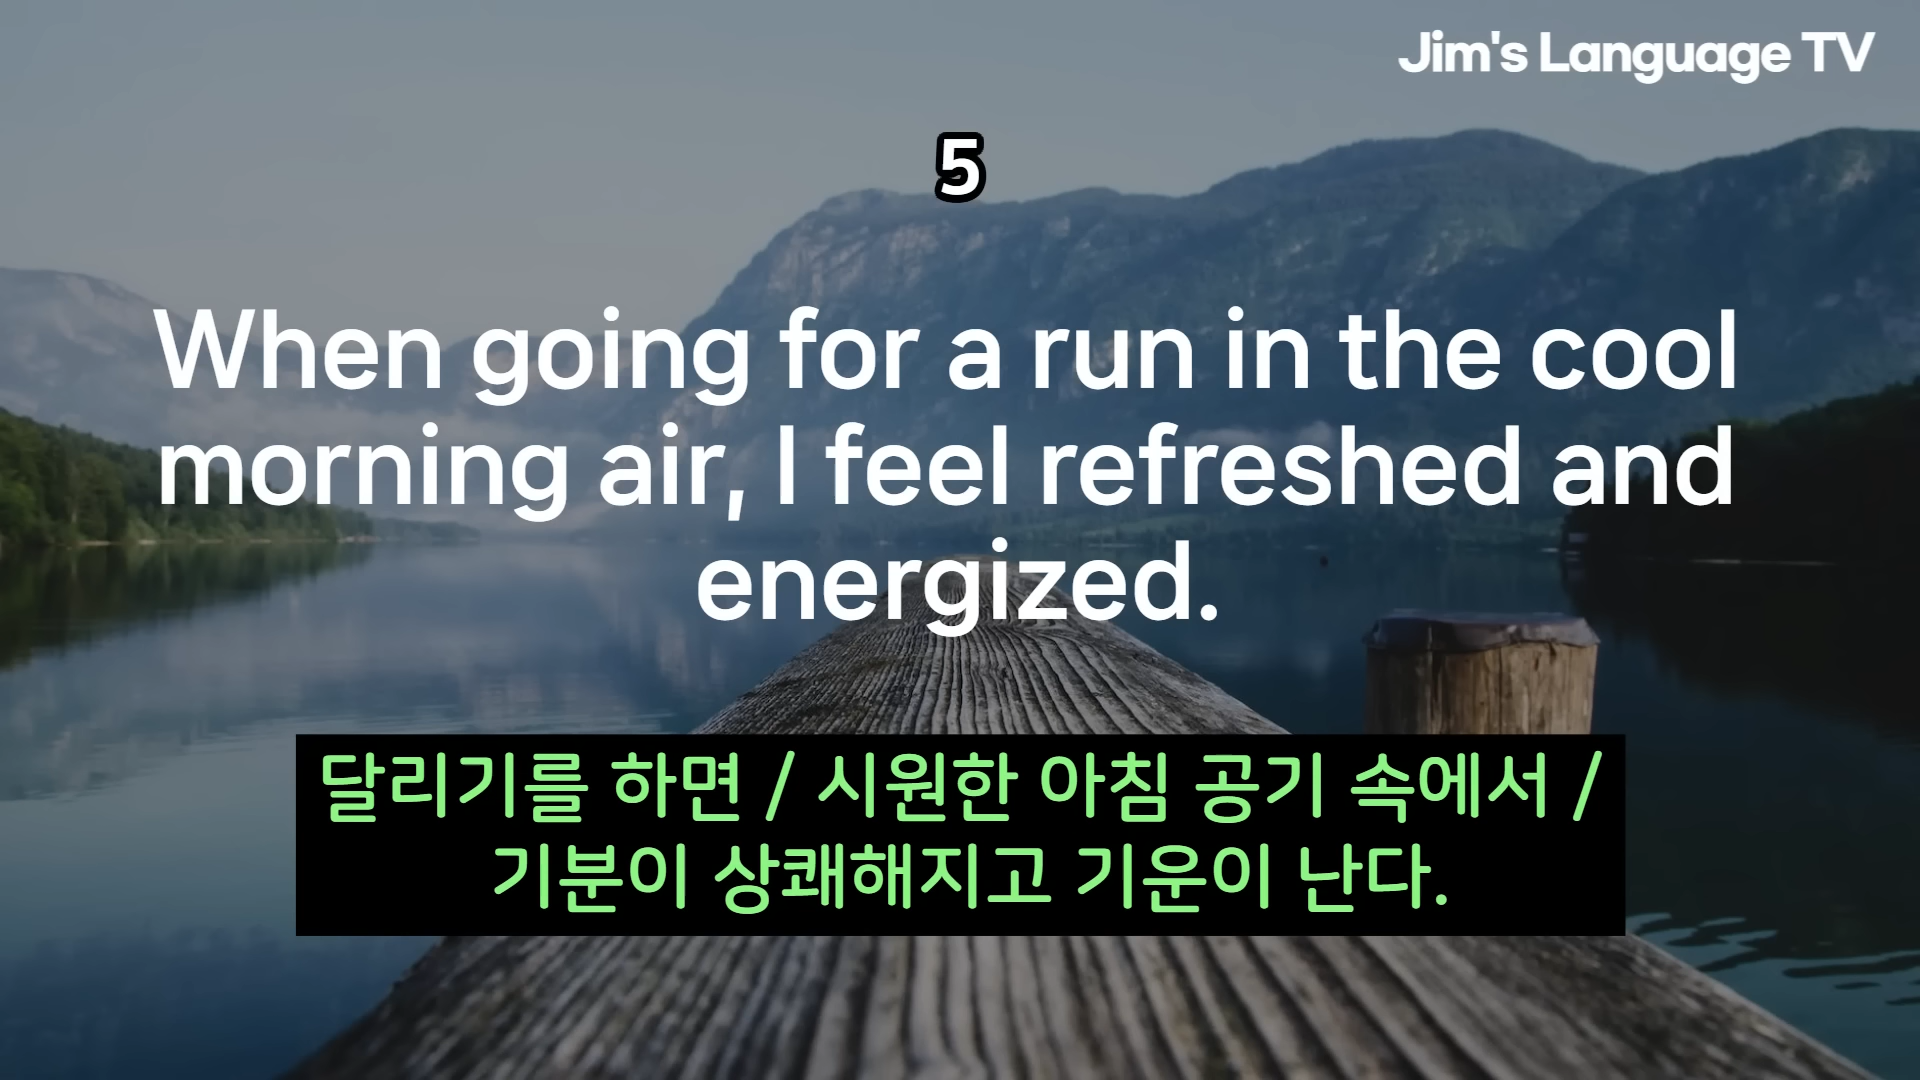 Jim's Language TV
5
When going for a run in the cool
morning air, I feel refreshed and
energized.
달리기를 하면 / 시원한 아침 공기 속에서 /
기분이 상쾌해지고 기운이 난다.